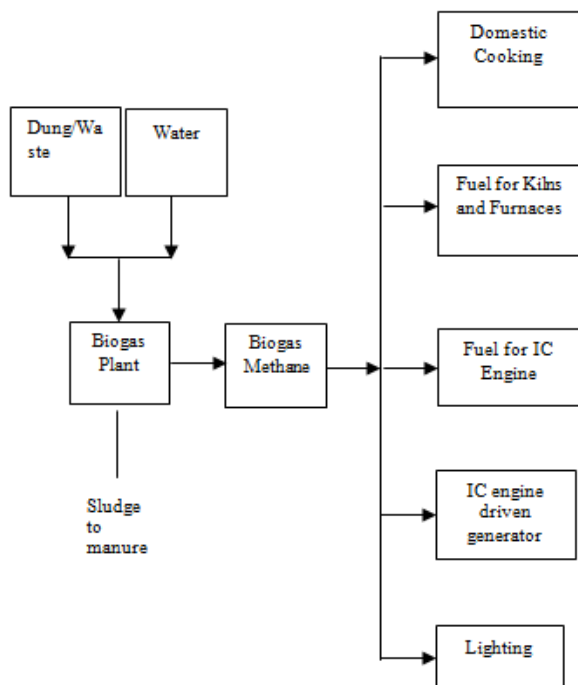 Domestic
Cooking
Dung/Wa
ste
Water
Fuel for Kilns
and Furnaces
Biogas
Plant
Biogas
Methane
Fuel for IC
Engine
Sludge
to
manure
IC engine
driven
generator
Lighting